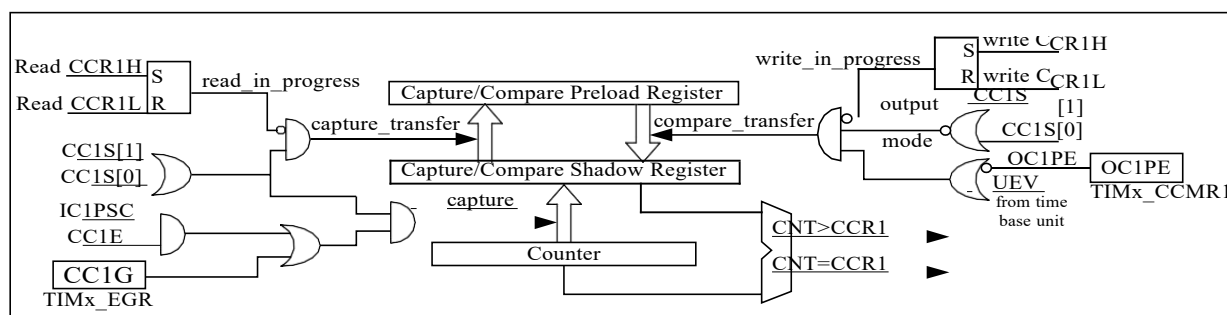 Read CCR1H
S
read_in_progress
Read CCR1L
R
Capture/Compare Preload Register
write_in_progress
S
write CCR1H
R
write CCR1L
capture_transfer
compare_transfer
output
mode
CC1S
[1]
CC1S[0]
CC1S[1]
CC1S[0]
Capture/Compare Shadow Register
OC1PE
OC1PE
TIMx_CCMR1
UEV
from time
base unit
IC1PSC
CC1E
capture
CNT>CCR1
Counter
CNT=CCR1
CC1G
TIMx_EGR